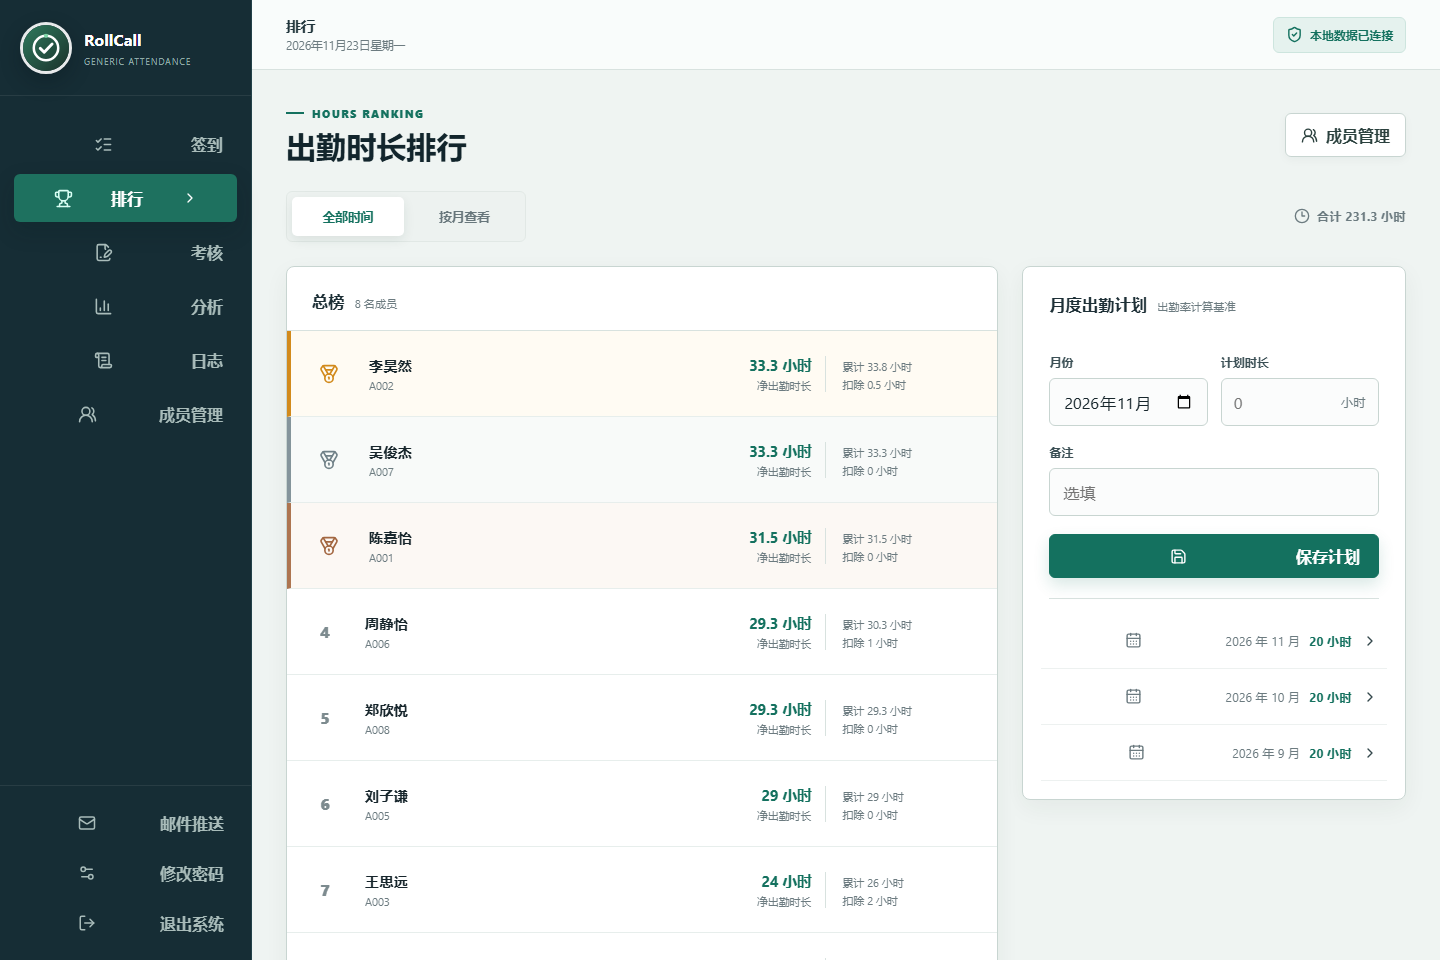 RollCall
GENERIC ATTENDANCE
签到
排行
考核
分析
日志
成员管理
邮件推送
修改密码
退出系统
排行
2026年11月23日星期一
本地数据已连接
HOURS RANKING
出勤时长排行
成员管理
全部时间
按月查看
合计 231.3 小时
总榜 8 名成员
李昊然
A002
33.3 小时
净出勤时长
累计 33.8 小时
扣除 0.5 小时
吴俊杰
A007
33.3 小时
净出勤时长
累计 33.3 小时
扣除 0 小时
陈嘉怡
A001
31.5 小时
净出勤时长
累计 31.5 小时
扣除 0 小时
4
周静怡
A006
29.3 小时
净出勤时长
累计 30.3 小时
扣除 1 小时
5
郑欣悦
A008
29.3 小时
净出勤时长
累计 29.3 小时
扣除 0 小时
6
刘子谦
A005
29 小时
净出勤时长
累计 29 小时
扣除 0 小时
7
王思远
A003
24 小时
净出勤时长
累计 26 小时
扣除 2 小时
月度出勤计划 出勤率计算基准
月份
2026年11月
计划时长
0 小时
备注
选填
保存计划
2026 年 11 月 20 小时
2026 年 10 月 20 小时
2026 年 9 月 20 小时